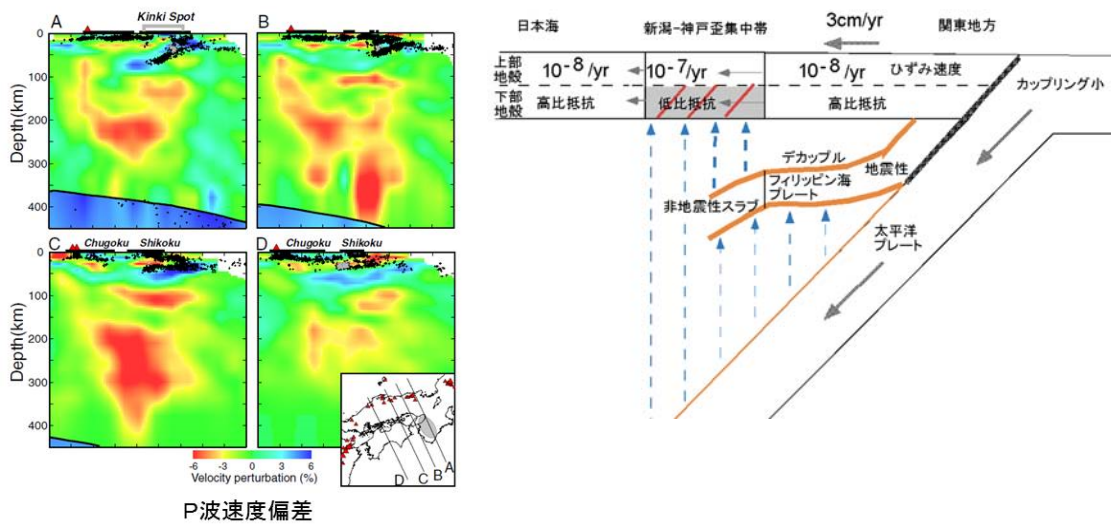 A
Kinki Spot
B
0
100
200
300
400
Depth(km)
C
Chugoku
Shikoku
D
Chugoku
Shikoku
0
100
200
300
400
Depth(km)
-6 -3 0 3 6
Velocity perturbation (%)
D C B A
P波速度偏差
日本海
新潟−神戸歪集中帯
3cm/yr
関東地方
上部
地殻
10-8/yr
10-7/yr
10-8/yr
ひずみ速度
カップリング小
下部
地殻
高比抵抗
低比抵抗
高比抵抗
デカップル
地震性
フィリッピン海
プレート
非地震性スラブ
太平洋
プレート